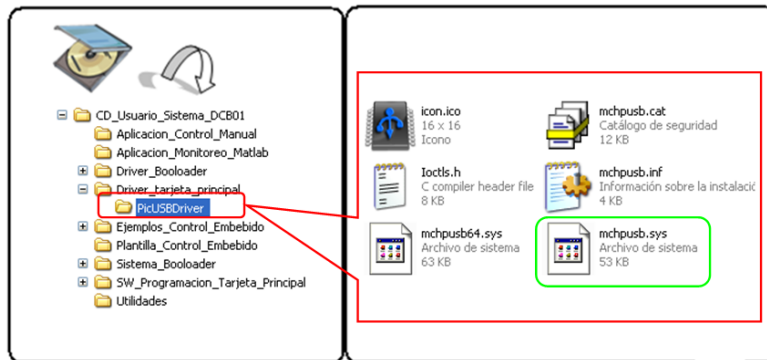 CD_Usuario_Sistema_DCB01
Aplicacion_Control_Manual
Aplicacion_Monitoreo_Matlab
Driver_Booloader
Driver_tarjeta_principal
PicUSBDriver
Ejemplos_Control_Embebido
Plantilla_Control_Embebido
Sistema_Booloader
SW_Programacion_Tarjeta_Principal
Utilidades
icon.ico
16 x 16
Icono
mchpusb.cat
Catálogo de seguridad
12 KB
Ioctls.h
C compiler header file
8 KB
mchpusb.inf
Información sobre la instalació
4 KB
mchpusb64.sys
Archivo de sistema
63 KB
mchpusb.sys
Archivo de sistema
53 KB